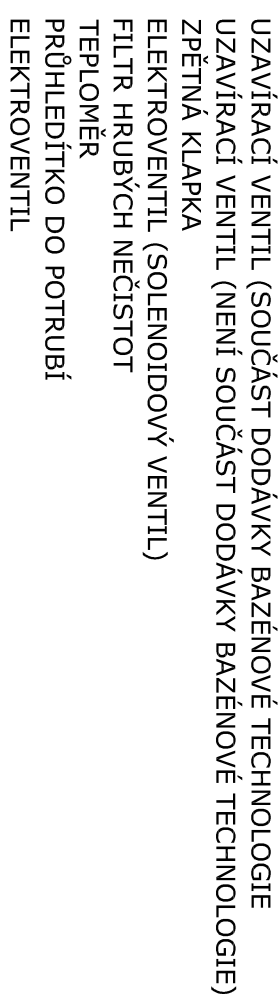 UZAVÍRACÍ VENTIL (SOUČÁST DODÁVKY BAZÉNOVÉ TECHNOLOGIE
UZAVÍRACÍ VENTIL (NENÍ SOUČÁST DODÁVKY BAZÉNOVÉ TECHNOLOGIE)
ZPĚTNÁ KLAPKA
ELEKTROVENTIL (SOLENOIDOVÝ VENTIL)
FILTR HRUBÝCH NEČISTOT
TEPLOMĚR
PRŮHLEDÍTKO DO POTRUBÍ
ELEKTROVENTIL